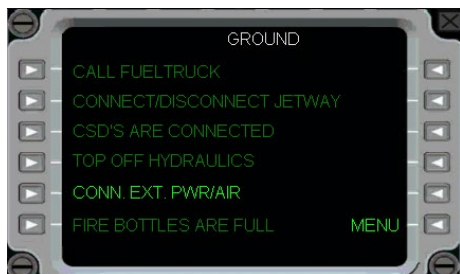 GROUND
CALL FUELTRUCK
CONNECT/DISCONNECT JETWAY
CSD'S ARE CONNECTED
TOP OFF HYDRAULICS
CONN. EXT. PWR/AIR
FIRE BOTTLES ARE FULL MENU